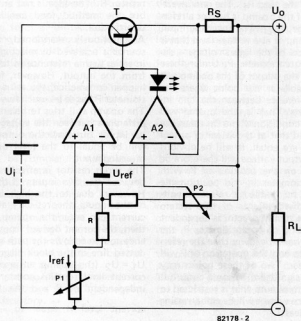 T
RS
Uo
+
A1
+ −
A2
+ −
Ui
Uref
P2
R
RL
Iref
P1
−
82178 - 2